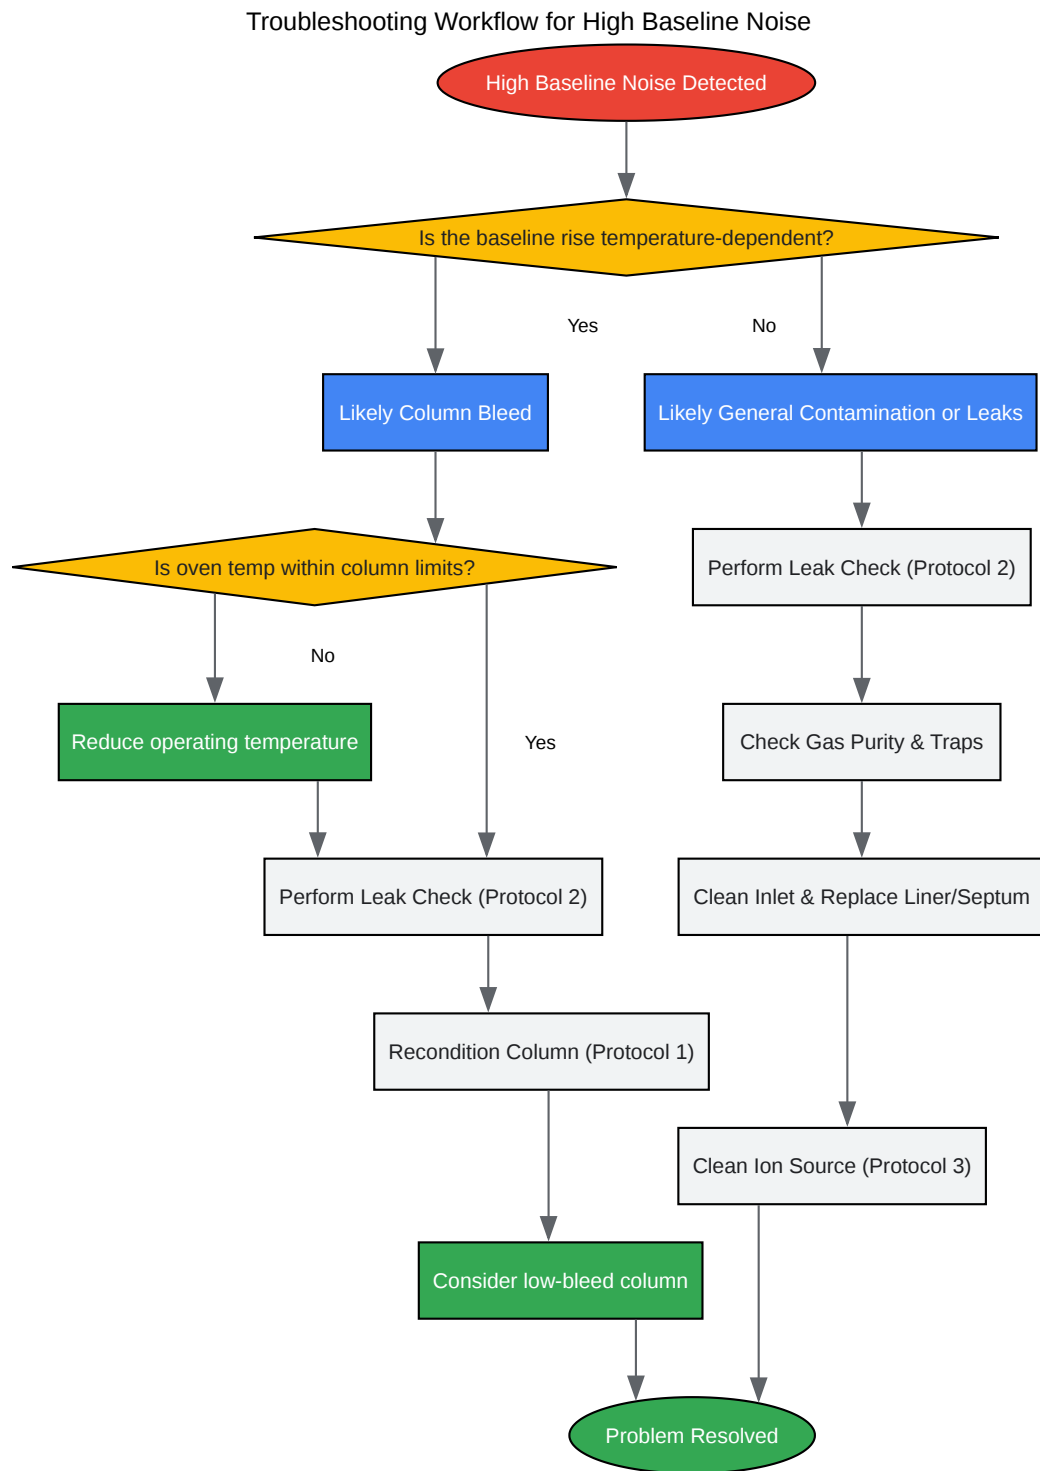 Troubleshooting Workflow for High Baseline Noise
High Baseline Noise Detected
Is the baseline rise temperature-dependent?
Yes
No
Likely Column Bleed
Likely General Contamination or Leaks
Is oven temp within column limits?
Perform Leak Check (Protocol 2)
No
Reduce operating temperature
Yes
Check Gas Purity & Traps
Perform Leak Check (Protocol 2)
Clean Inlet & Replace Liner/Septum
Recondition Column (Protocol 1)
Clean Ion Source (Protocol 3)
Consider low-bleed column
Problem Resolved